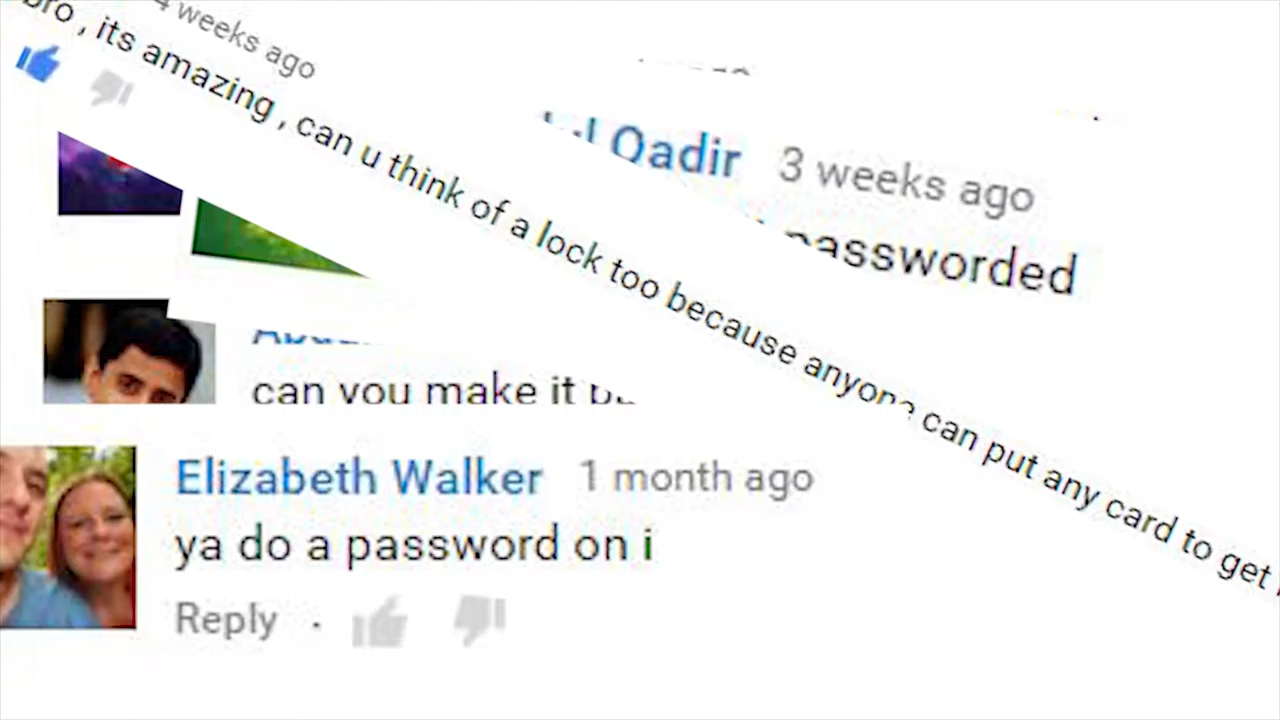 4 weeks ago
bro , its amazing , can u think of a lock too because anyone can put any card to get
Qadir 3 weeks ago
passworded
can you make it
Elizabeth Walker 1 month ago
ya do a password on i
Reply ·